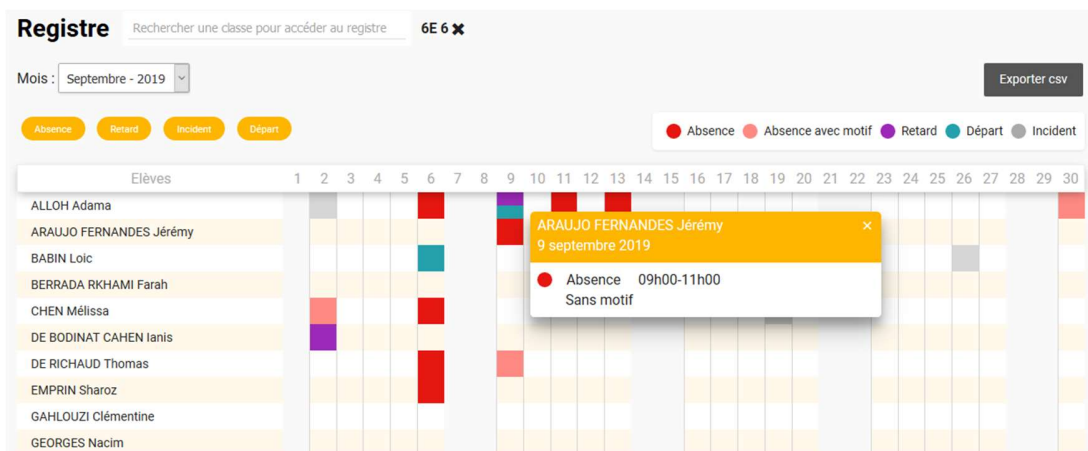 Registre Rechercher une classe pour accéder au registre 6E 6 ✖
Mois : Septembre - 2019 Exporter csv
Absence Retard Incident Départ Absence Absence avec motif Retard Départ Incident
Elèves 1 2 3 4 5 6 7 8 9 10 11 12 13 14 15 16 17 18 19 20 21 22 23 24 25 26 27 28 29 30
ALLOH Adama
ARAUJO FERNANDES Jérémy
ARAUJO FERNANDES Jérémy ×
9 septembre 2019
BABIN Loic
BERRADA RKHAMI Farah
Absence 09h00-11h00
Sans motif
CHEN Mélissa
DE BODINAT CAHEN Ianis
DE RICHAUD Thomas
EMPRIN Sharoz
GAHLOUZI Clémentine
GEORGES Nacim